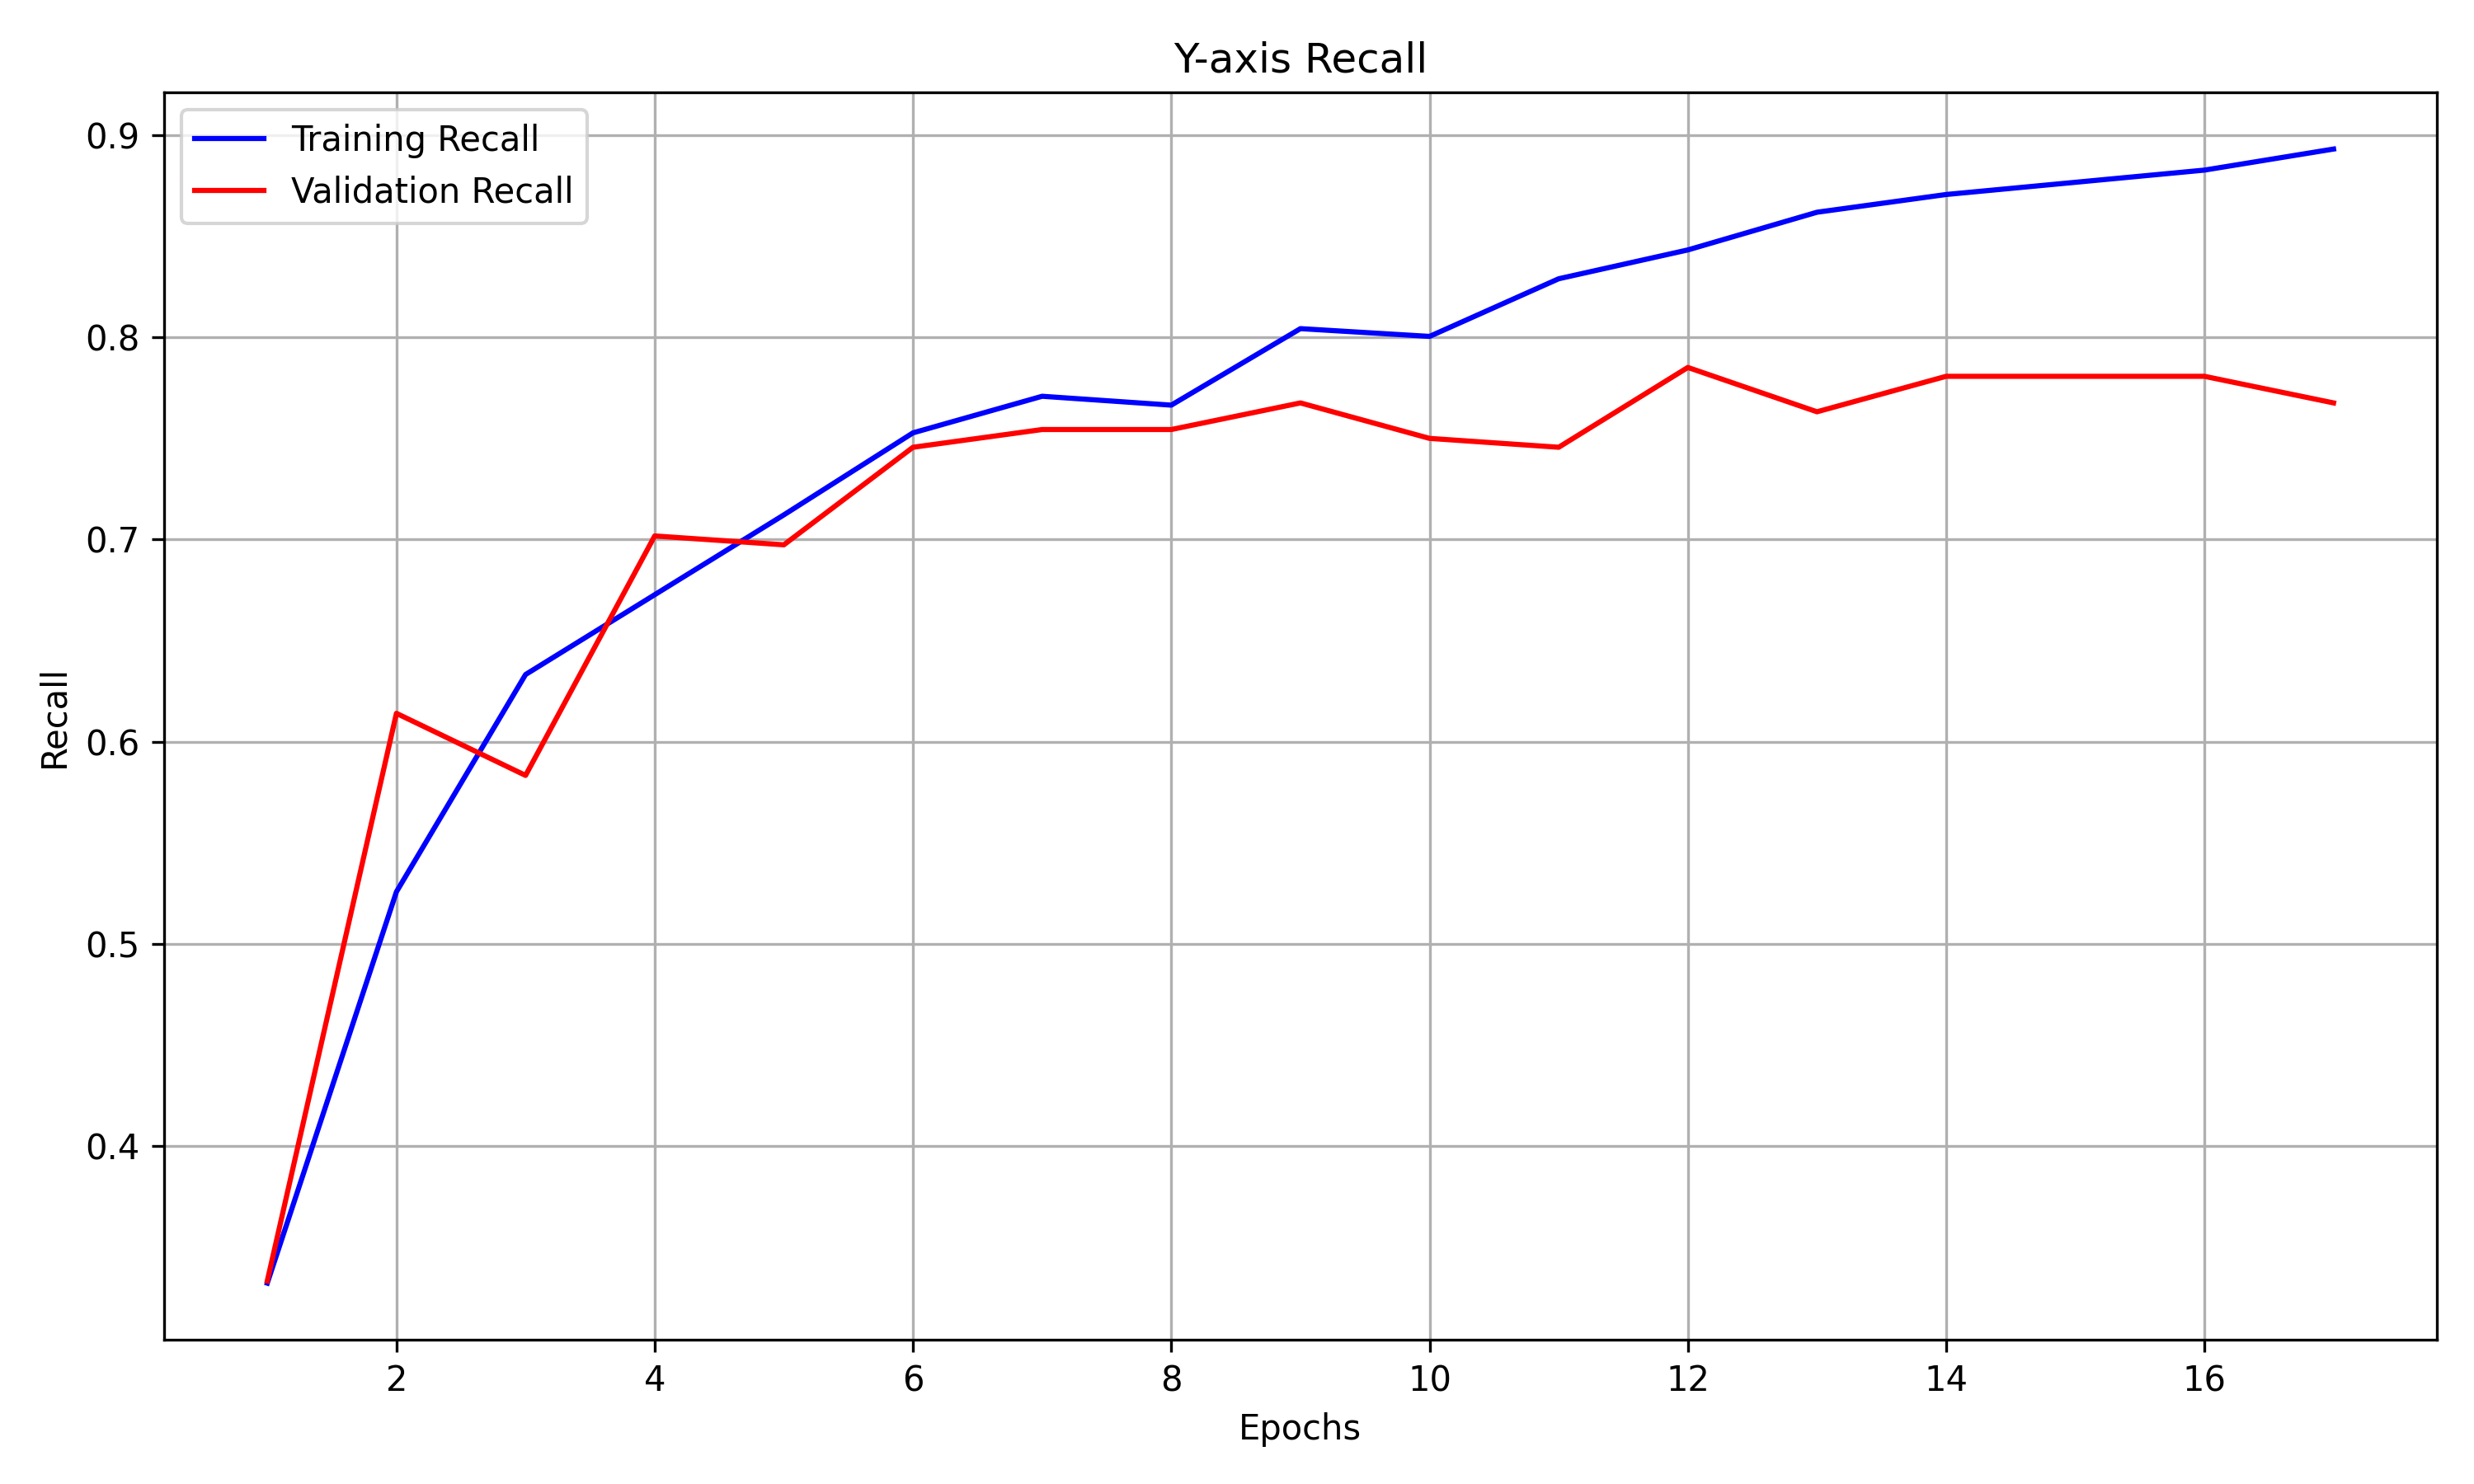 Y-axis Recall
Training Recall
Validation Recall
0.9
0.8
0.7
0.6
0.5
0.4
Recall
2 4 6 8 10 12 14 16
Epochs